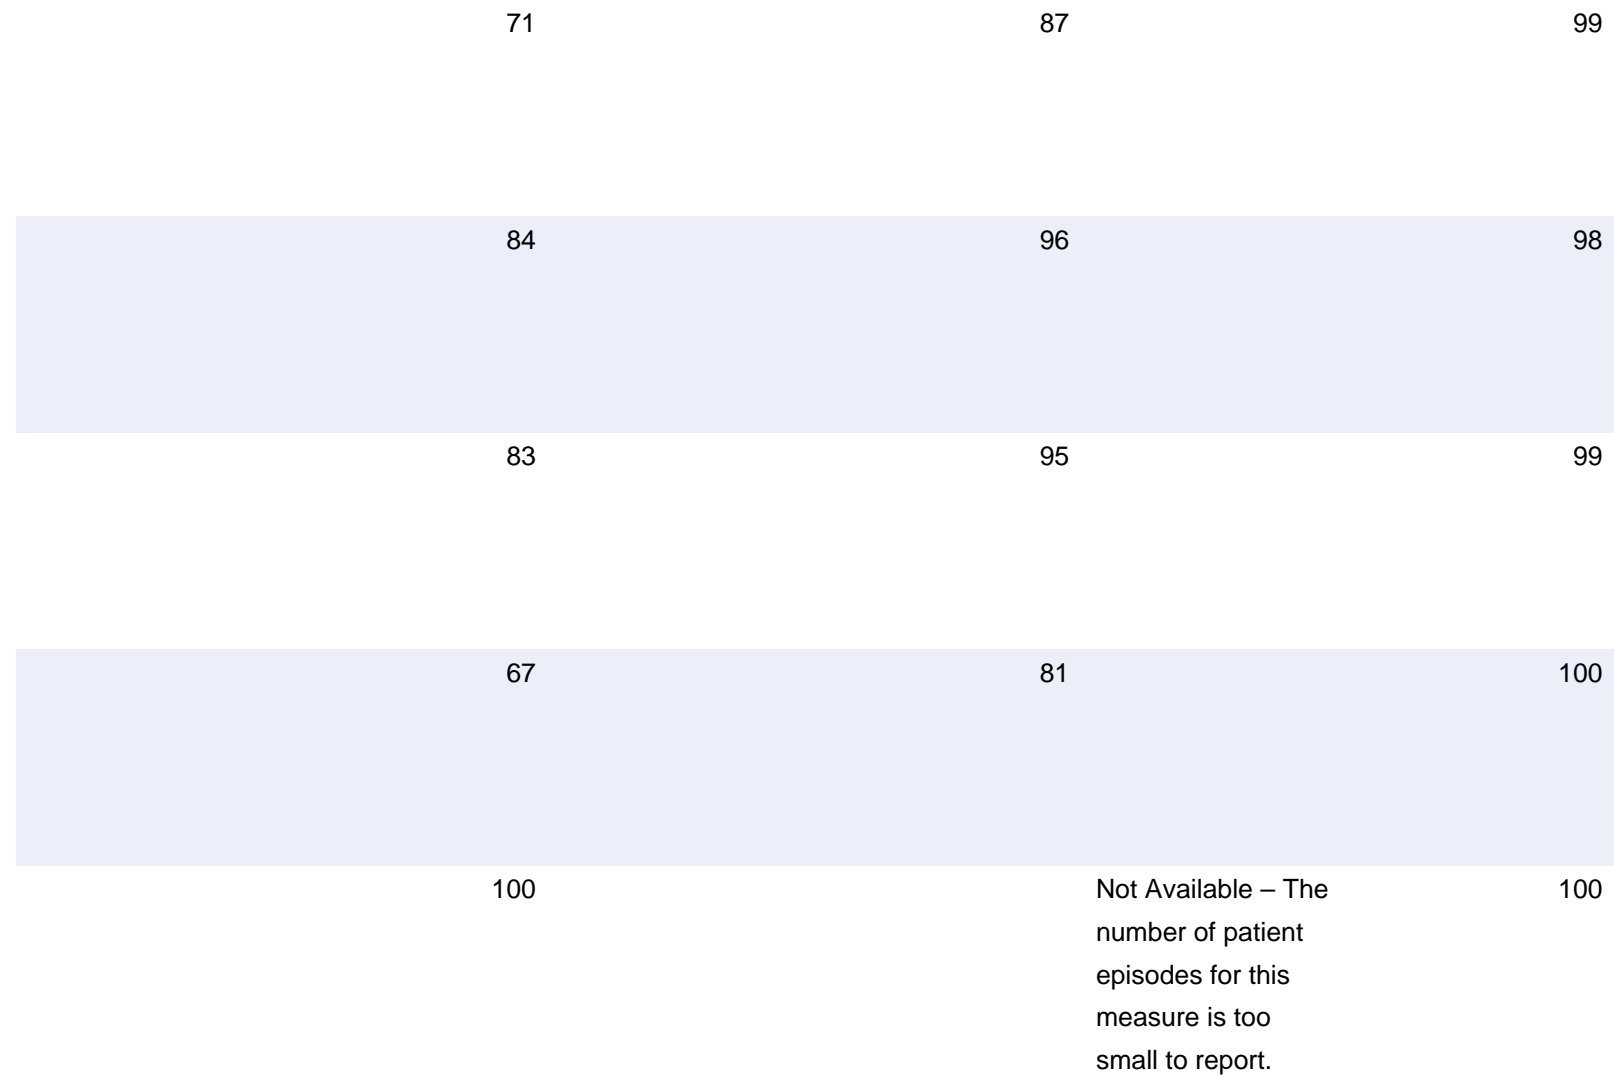 71 87 99
84 96 98
83 95 99
67 81 100
100 Not Available – The 100
number of patient
episodes for this
measure is too
small to report.